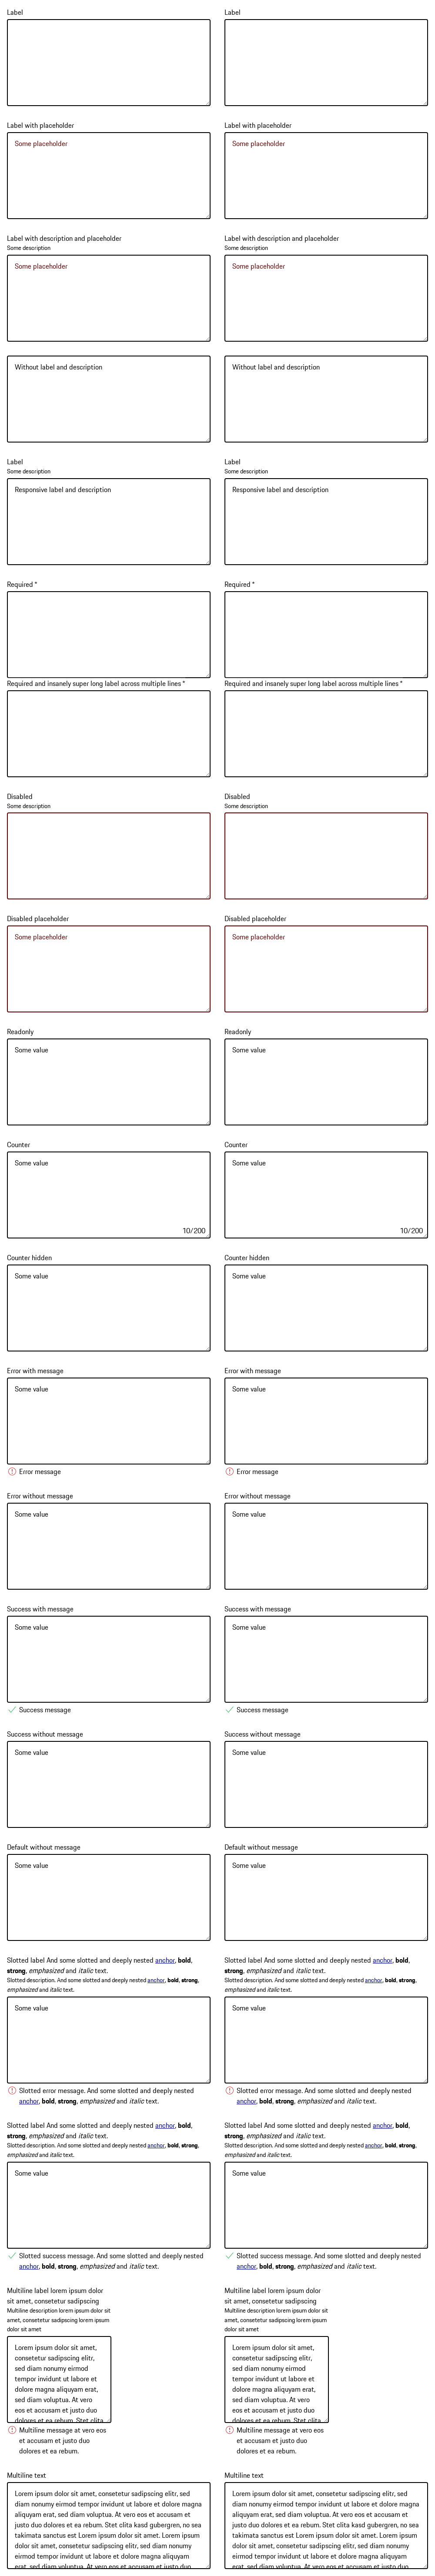 Label
Label
Label with placeholder
Label with placeholder
Some placeholder
Some placeholder
Label with description and placeholder
Label with description and placeholder
Some description
Some description
Some placeholder
Some placeholder
Without label and description
Without label and description
Label
Label
Some description
Some description
Responsive label and description
Responsive label and description
Required *
Required *
Required and insanely super long label across multiple lines *
Required and insanely super long label across multiple lines *
Disabled
Disabled
Some description
Some description
Disabled placeholder
Disabled placeholder
Some placeholder
Some placeholder
Readonly
Readonly
Some value
Some value
Counter
Counter
Some value
Some value
10/200
10/200
Counter hidden
Counter hidden
Some value
Some value
Error with message
Error with message
Some value
Some value
Error message
Error message
Error without message
Error without message
Some value
Some value
Success with message
Success with message
Some value
Some value
Success message
Success message
Success without message
Success without message
Some value
Some value
Default without message
Default without message
Some value
Some value
Slotted label And some slotted and deeply nested anchor, bold,
strong, emphasized and italic text.
Slotted description. And some slotted and deeply nested anchor, bold, strong,
emphasized and italic text.
Slotted label And some slotted and deeply nested anchor, bold,
strong, emphasized and italic text.
Slotted description. And some slotted and deeply nested anchor, bold, strong,
emphasized and italic text.
Some value
Some value
Slotted error message. And some slotted and deeply nested
anchor, bold, strong, emphasized and italic text.
Slotted error message. And some slotted and deeply nested
anchor, bold, strong, emphasized and italic text.
Slotted label And some slotted and deeply nested anchor, bold,
strong, emphasized and italic text.
Slotted description. And some slotted and deeply nested anchor, bold, strong,
emphasized and italic text.
Slotted label And some slotted and deeply nested anchor, bold,
strong, emphasized and italic text.
Slotted description. And some slotted and deeply nested anchor, bold, strong,
emphasized and italic text.
Some value
Some value
Slotted success message. And some slotted and deeply nested
anchor, bold, strong, emphasized and italic text.
Slotted success message. And some slotted and deeply nested
anchor, bold, strong, emphasized and italic text.
Multiline label lorem ipsum dolor
sit amet, consetetur sadipscing
Multiline description lorem ipsum dolor sit
amet, consetetur sadipscing lorem ipsum
dolor sit amet
Lorem ipsum dolor sit amet,
consetetur sadipscing elitr,
sed diam nonumy eirmod
tempor invidunt ut labore et
dolore magna aliquyam erat,
sed diam voluptua. At vero
eos et accusam et justo duo
dolores et ea rebum. Stet clita
Multiline message at vero eos
et accusam et justo duo
dolores et ea rebum.
Multiline label lorem ipsum dolor
sit amet, consetetur sadipscing
Multiline description lorem ipsum dolor sit
amet, consetetur sadipscing lorem ipsum
dolor sit amet
Lorem ipsum dolor sit amet,
consetetur sadipscing elitr,
sed diam nonumy eirmod
tempor invidunt ut labore et
dolore magna aliquyam erat,
sed diam voluptua. At vero
eos et accusam et justo duo
dolores et ea rebum. Stet clita
Multiline message at vero eos
et accusam et justo duo
dolores et ea rebum.
Multiline text
Lorem ipsum dolor sit amet, consetetur sadipscing elitr, sed
diam nonumy eirmod tempor invidunt ut labore et dolore magna
aliquyam erat, sed diam voluptua. At vero eos et accusam et
justo duo dolores et ea rebum. Stet clita kasd gubergren, no sea
takimata sanctus est Lorem ipsum dolor sit amet. Lorem ipsum
dolor sit amet, consetetur sadipscing elitr, sed diam nonumy
eirmod tempor invidunt ut labore et dolore magna aliquyam
erat, sed diam voluptua. At vero eos et accusam et justo duo
Multiline text
Lorem ipsum dolor sit amet, consetetur sadipscing elitr, sed
diam nonumy eirmod tempor invidunt ut labore et dolore magna
aliquyam erat, sed diam voluptua. At vero eos et accusam et
justo duo dolores et ea rebum. Stet clita kasd gubergren, no sea
takimata sanctus est Lorem ipsum dolor sit amet. Lorem ipsum
dolor sit amet, consetetur sadipscing elitr, sed diam nonumy
eirmod tempor invidunt ut labore et dolore magna aliquyam
erat, sed diam voluptua. At vero eos et accusam et justo duo